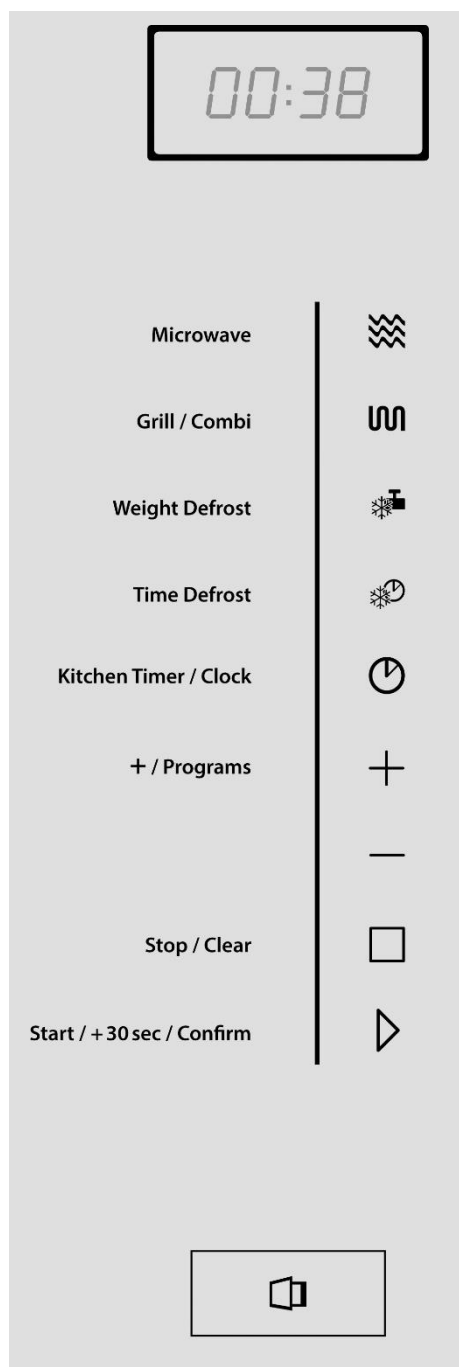 00:38
Microwave
Grill / Combi
Weight Defrost
Time Defrost
Kitchen Timer / Clock
+ / Programs
Stop / Clear
Start / +30 sec / Confirm